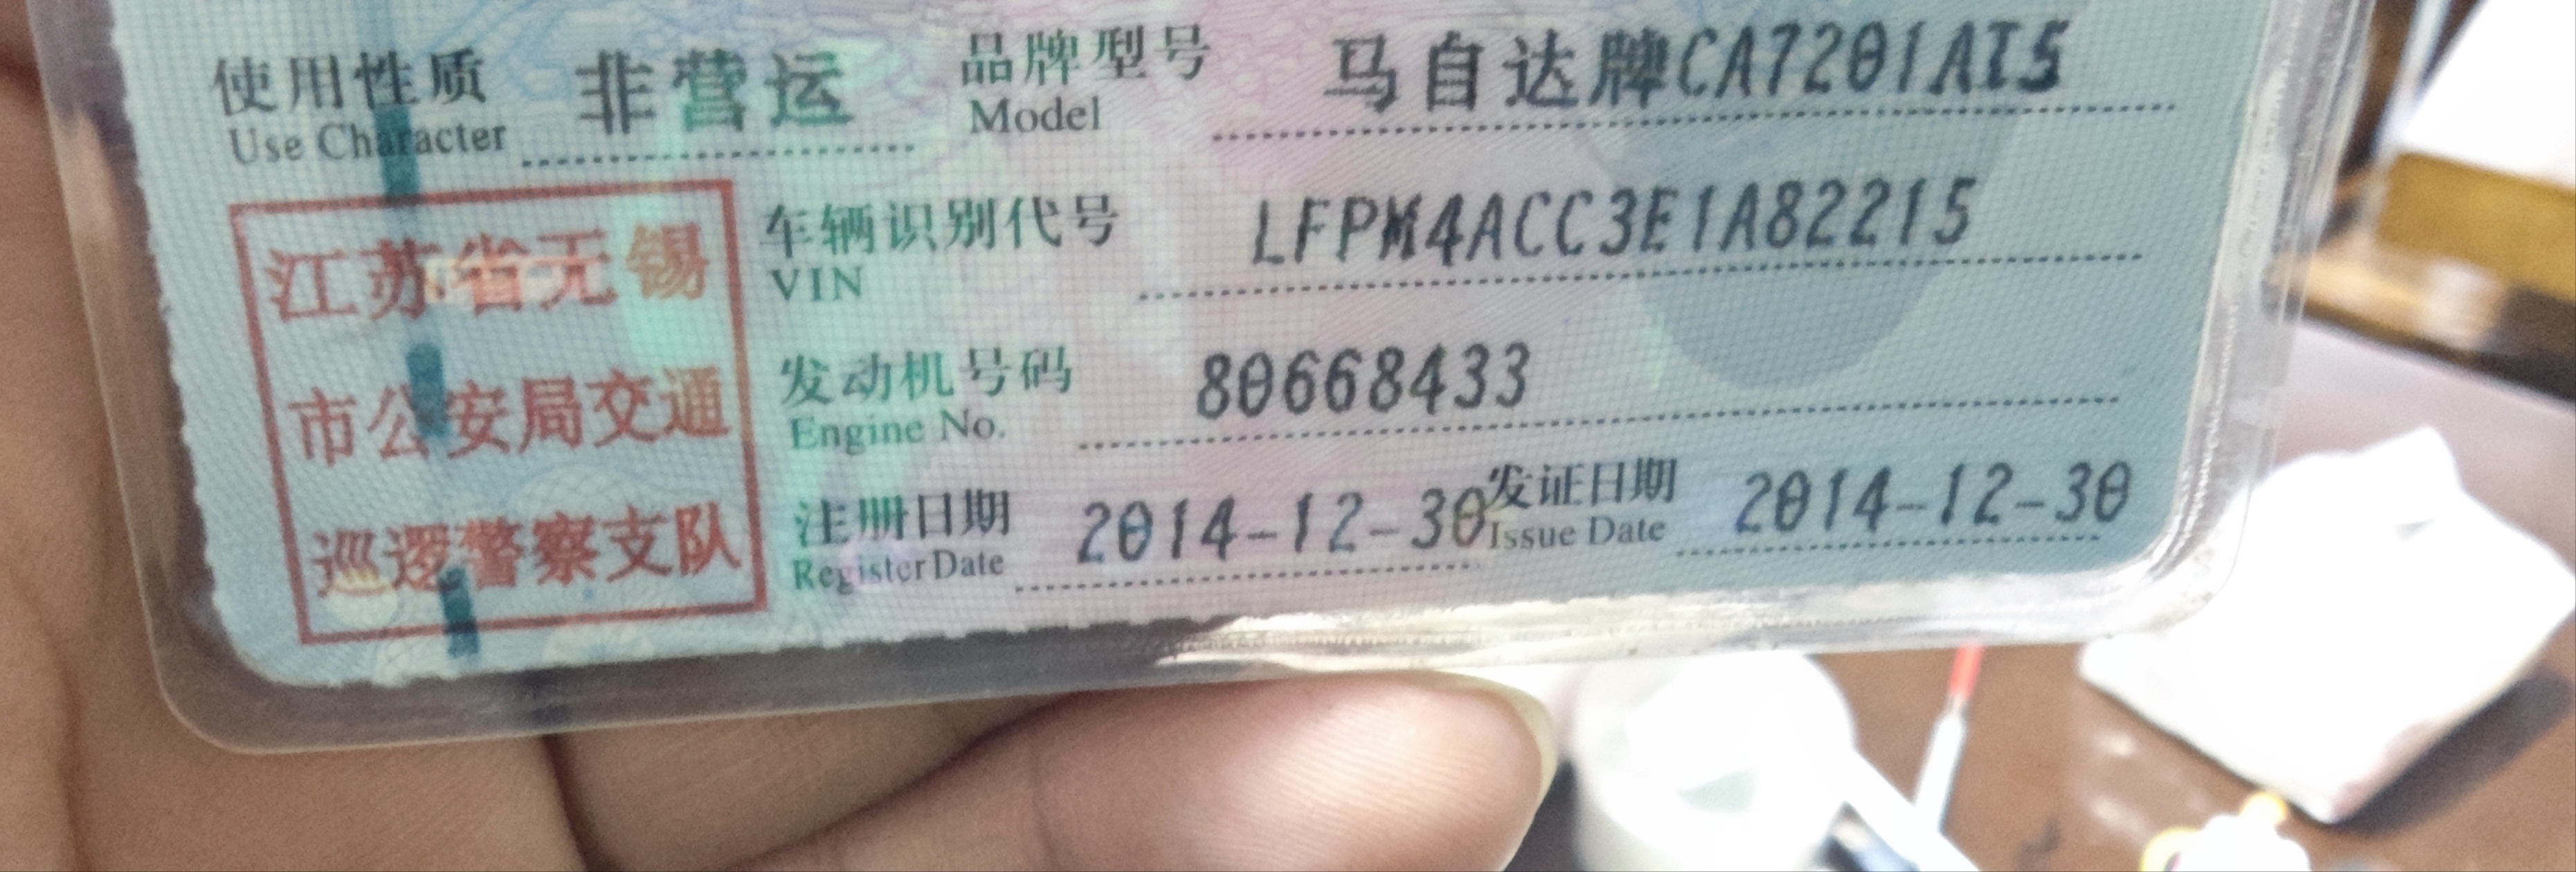 使用性质 非营运 品牌型号 马自达牌CA7201AT5
Use Character Model
江苏省无锡
市公安局交通
巡逻警察支队
车辆识别代号 LFPM4ACC3E1A82215
VIN
发动机号码 80668433
Engine No.
注册日期 2014-12-30 发证日期 2014-12-30
Register Date Issue Date